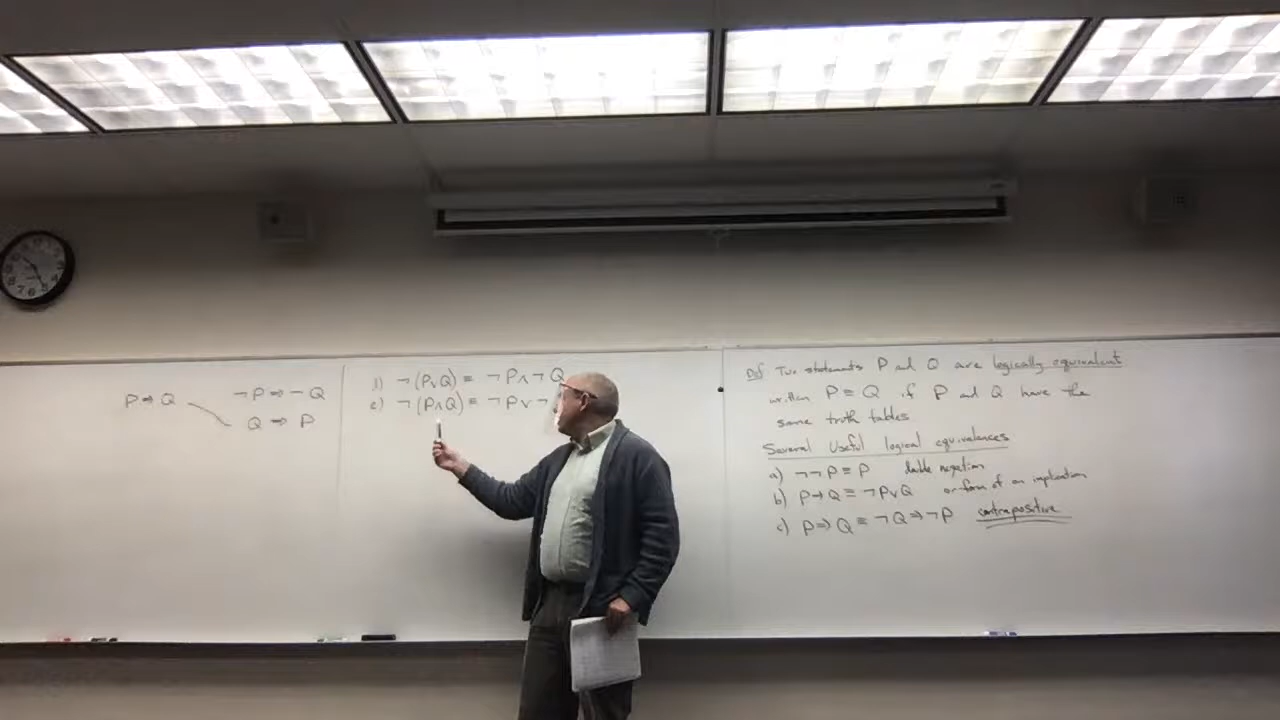 P ⇒ Q
¬P ⇒ ¬Q
Q ⇒ P
1) ¬(P∨Q) ≡ ¬P∧¬Q
2) ¬(P∧Q) ≡ ¬P∨¬
Def Two statements P and Q are logically equivalent
written P ≡ Q if P and Q have the
same truth tables
Several Useful logical equivalences
a) ¬¬P ≡ P double negation
b) P⇒Q ≡ ¬P∨Q or form of an implication
c) P⇒Q ≡ ¬Q⇒¬P contrapositive